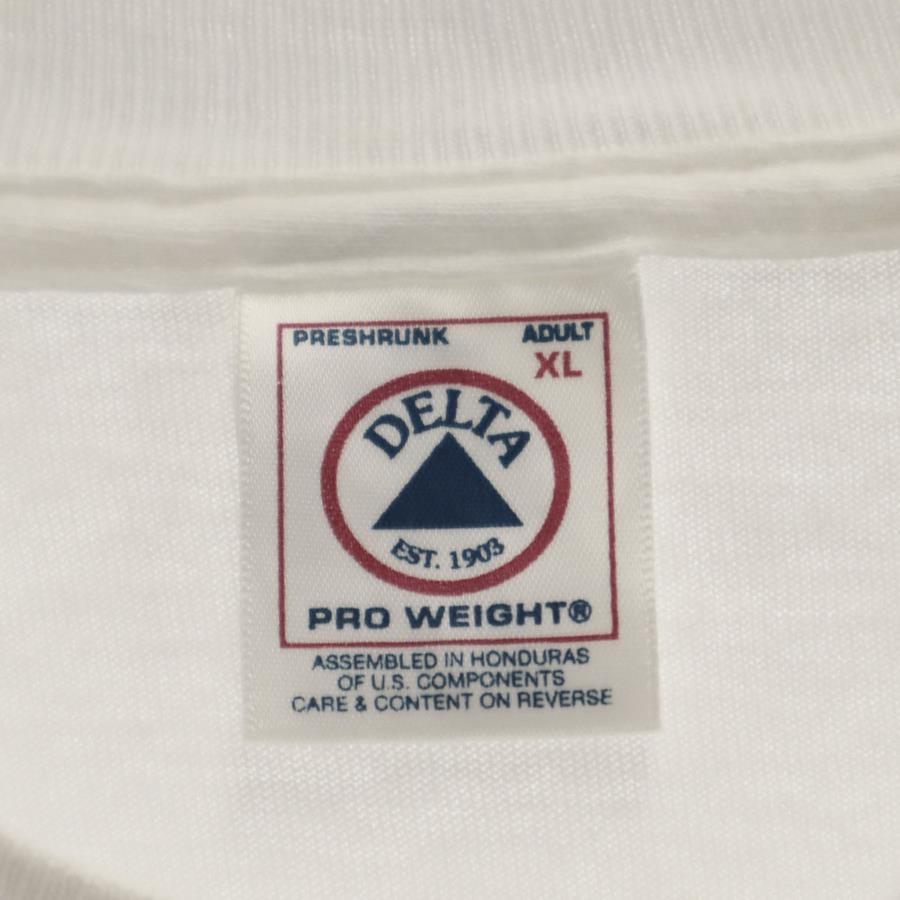 PRESHRUNK ADULT
XL
DELTA
EST. 1903
PRO WEIGHT®
ASSEMBLED IN HONDURAS
OF U.S. COMPONENTS
CARE & CONTENT ON REVERSE